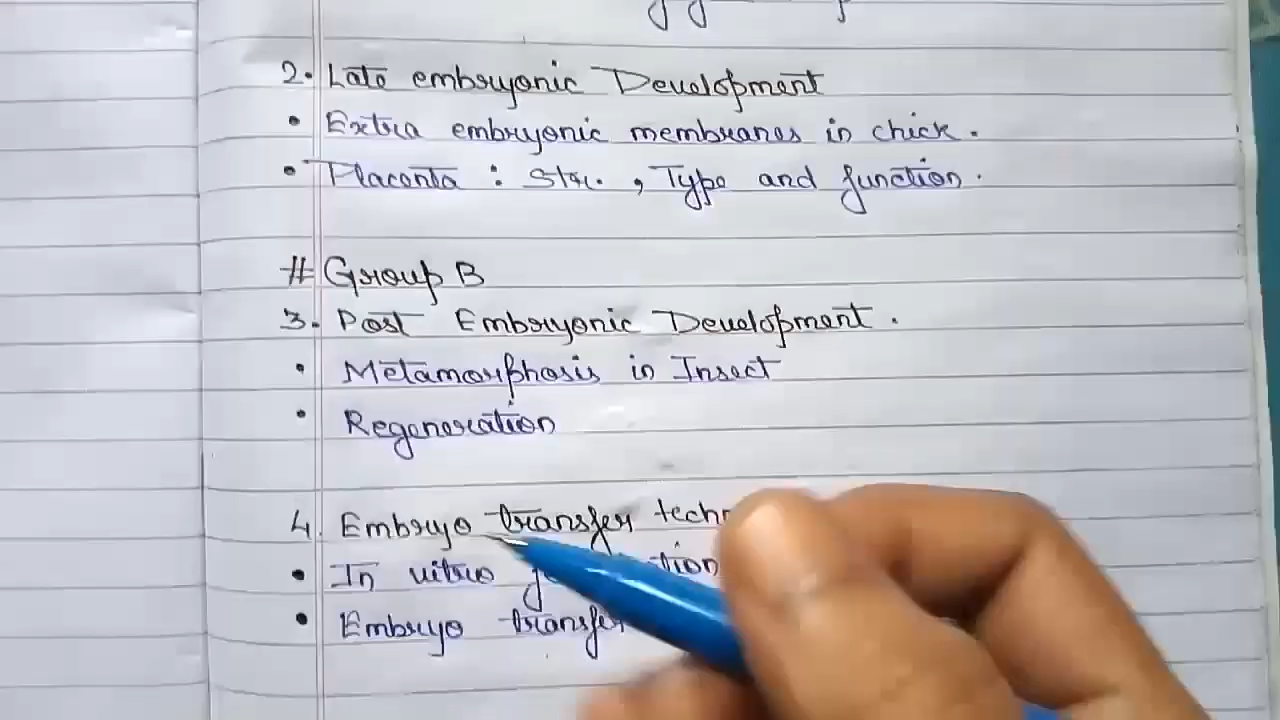 2. Late embryonic Development
• Extra embryonic membranes in chick.
• Placenta : Str. , Type and function.
# Group B
3. Post Embryonic Development.
• Metamorphosis in Insect
• Regeneration
4. Embryo transfer
• In vitro
• Embryo transfer